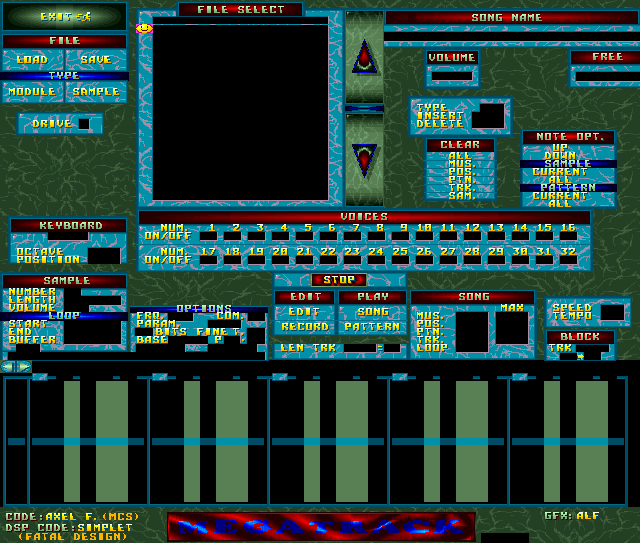 EXIT
FILE
LOAD SAVE
TYPE
MODULE SAMPLE
DRIVE
FILE SELECT
SONG NAME
VOLUME
FREE
TYPE
INSERT
DELETE
CLEAR
ALL
MUS.
POS.
PTN.
TRK.
SAM.
NOTE OPT.
UP
DOWN
SAMPLE
CURRENT
ALL
PATTERN
CURRENT
ALL
KEYBOARD
OCTAVE
POSITION
VOICES
NUM. 1 2 3 4 5 6 7 8 9 10 11 12 13 14 15 16
ON/OFF
NUM. 17 18 19 20 21 22 23 24 25 26 27 28 29 30 31 32
ON/OFF
SAMPLE
NUMBER
LENGTH
VOLUME
LOOP
START
END
BUFFER
OPTIONS
FRQ. COM.
PARAM.
BITS FINE T.
BASE P
STOP
EDIT
EDIT
RECORD
PLAY
SONG
PATTERN
LEN TRK =
SONG
MAX
MUS.
POS.
PTN.
TRK.
LOOP
SPEED
TEMPO
BLOCK
TRK
CODE:AXEL F. (MCS)
DSP CODE:SIMPLET
(FATAL DESIGN)
MEGATRACK
GFX: ALF